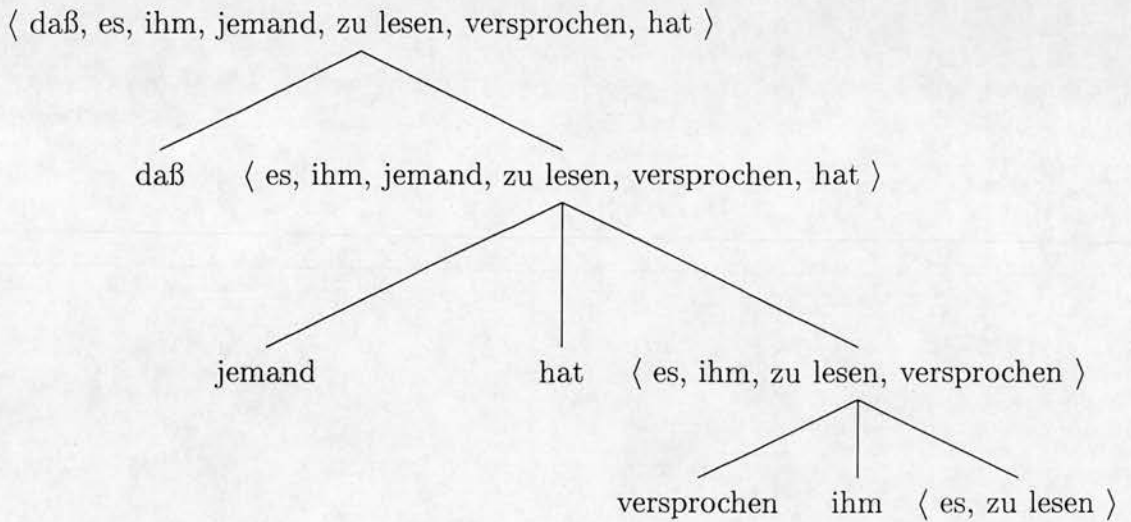 ⟨ daß, es, ihm, jemand, zu lesen, versprochen, hat ⟩
daß ⟨ es, ihm, jemand, zu lesen, versprochen, hat ⟩
jemand hat ⟨ es, ihm, zu lesen, versprochen ⟩
versprochen ihm ⟨ es, zu lesen ⟩